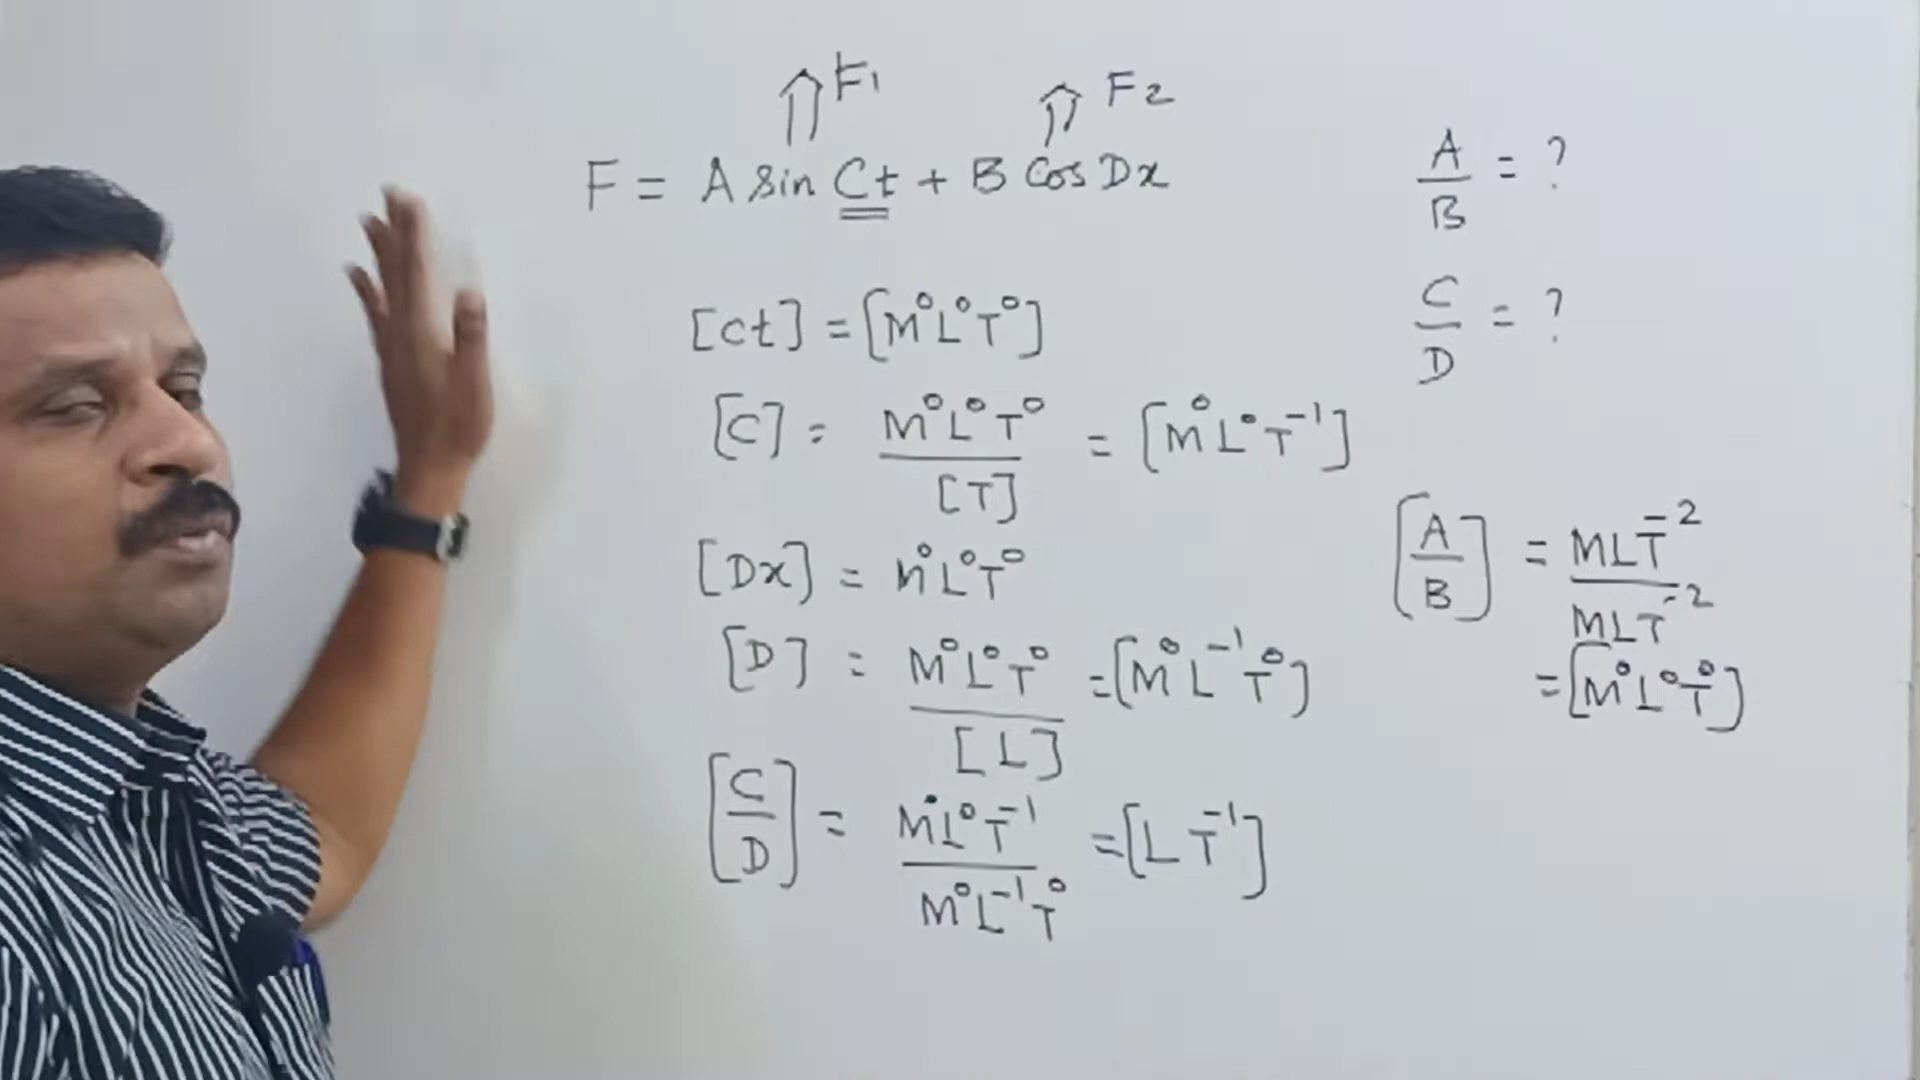 F₁ F₂
F = A sin Ct + B Cos Dx
A/B = ?
C/D = ?
[Ct] = [M⁰L⁰T⁰]
[C] = M⁰L⁰T⁰/[T] = [M⁰L⁰T⁻¹]
[Dx] = M⁰L⁰T⁰
[D] = M⁰L⁰T⁰/[L] = [M⁰L⁻¹T⁰]
[C/D] = M⁰L⁰T⁻¹/M⁰L⁻¹T⁰ = [LT⁻¹]
[A/B] = MLT⁻²/MLT⁻²
= [M⁰L⁰T⁰]